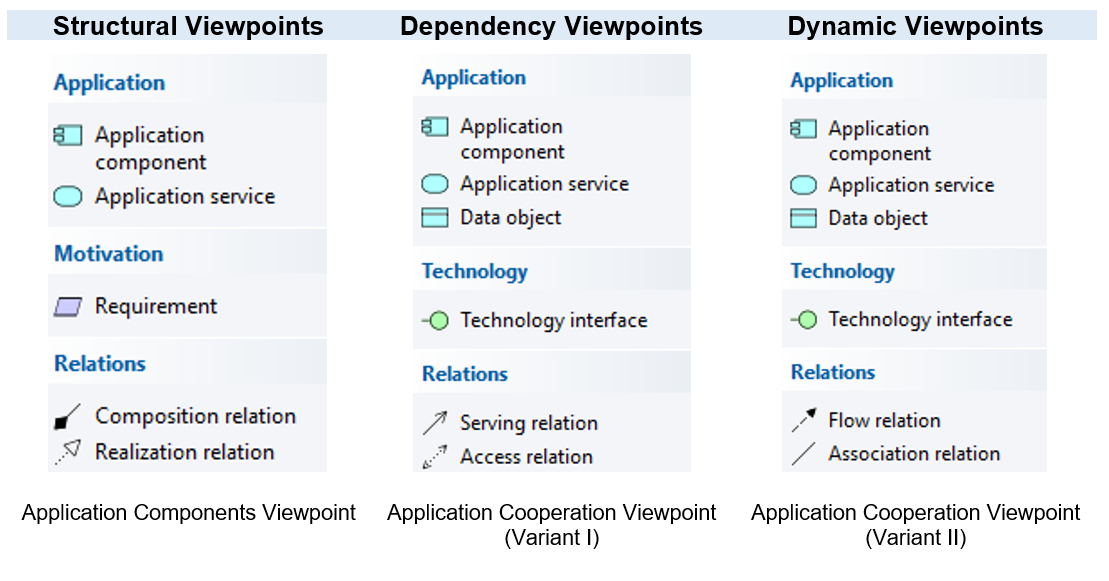 Structural Viewpoints
Application
Application
component
Application service
Motivation
Requirement
Relations
Composition relation
Realization relation
Application Components Viewpoint
Dependency Viewpoints
Application
Application
component
Application service
Data object
Technology
Technology interface
Relations
Serving relation
Access relation
Application Cooperation Viewpoint
(Variant I)
Dynamic Viewpoints
Application
Application
component
Application service
Data object
Technology
Technology interface
Relations
Flow relation
Association relation
Application Cooperation Viewpoint
(Variant II)